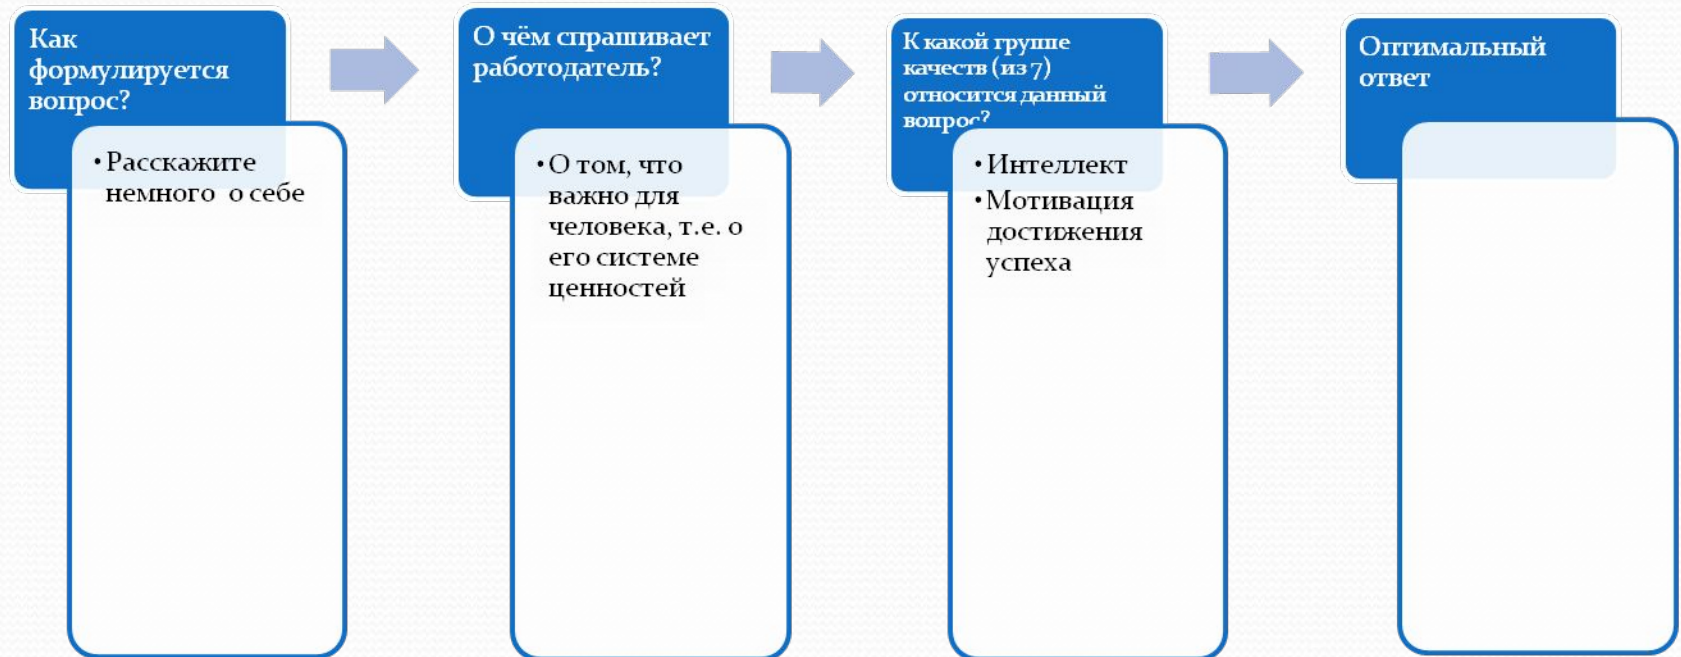 Как
формулируется
вопрос?
• Расскажите
немного о себе
О чём спрашивает
работодатель?
• О том, что
важно для
человека, т.е. о
его системе
ценностей
К какой группе
качеств (из 7)
относится данный
вопрос?
• Интеллект
• Мотивация
достижения
успеха
Оптимальный
ответ